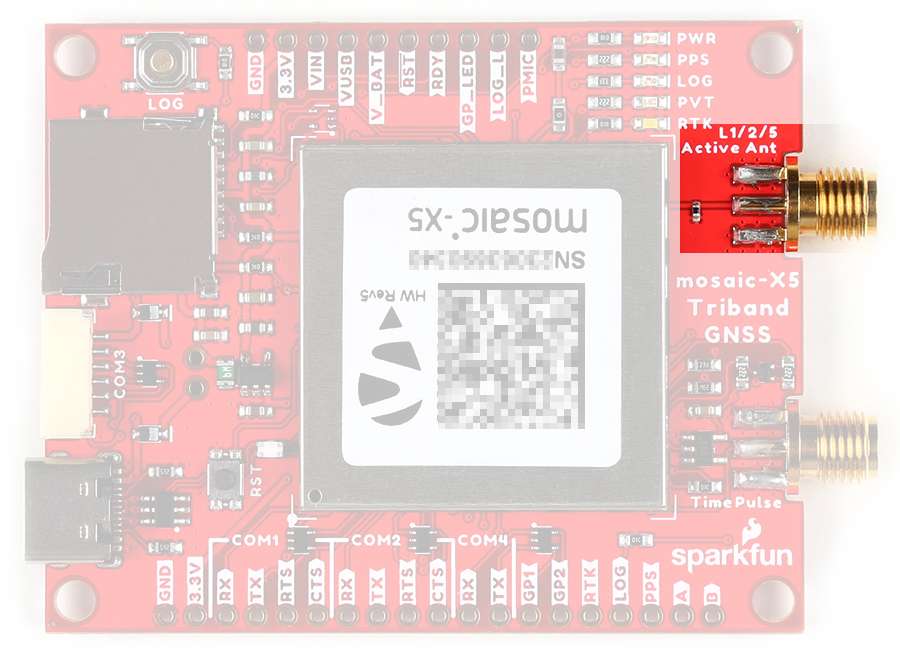 LOG
GND
3.3V
VIN
VUSB
V_BAT
RST
RDY
GP_LED
LOG_L
PMIC
PWR
PPS
LOG
PVT
RTK
L1/2/5
Active Ant
mosaic-X5
HW Rev5
mosaic-X5
Triband
GNSS
COM3
RST
TimePulse
COM1
COM2
COM4
sparkfun
GND
3.3V
RX
TX
RTS
CTS
RX
TX
RTS
CTS
RX
TX
GP1
GP2
RTK
LOG
PPS
A
B